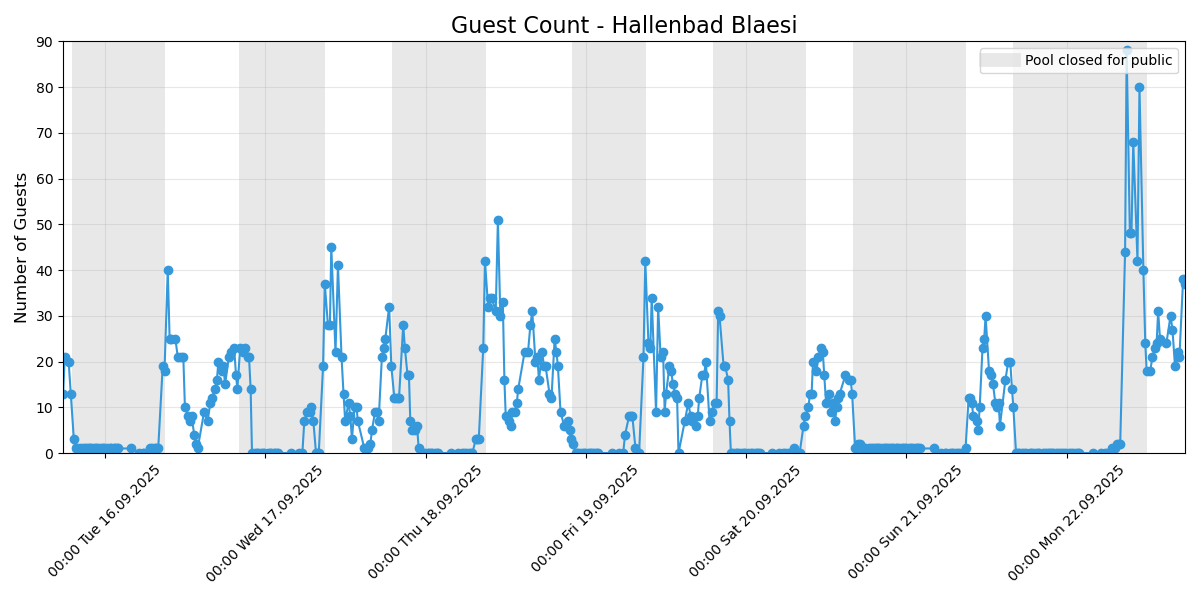 Guest Count - Hallenbad Blaesi
Pool closed for public
Number of Guests
90
80
70
60
50
40
30
20
10
0
00:00 Tue 16.09.2025
00:00 Wed 17.09.2025
00:00 Thu 18.09.2025
00:00 Fri 19.09.2025
00:00 Sat 20.09.2025
00:00 Sun 21.09.2025
00:00 Mon 22.09.2025